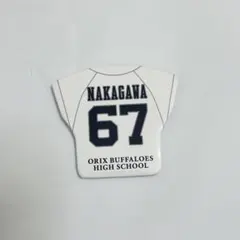 NAKAGAWA
67
ORIX BUFFALOES
HIGH SCHOOL